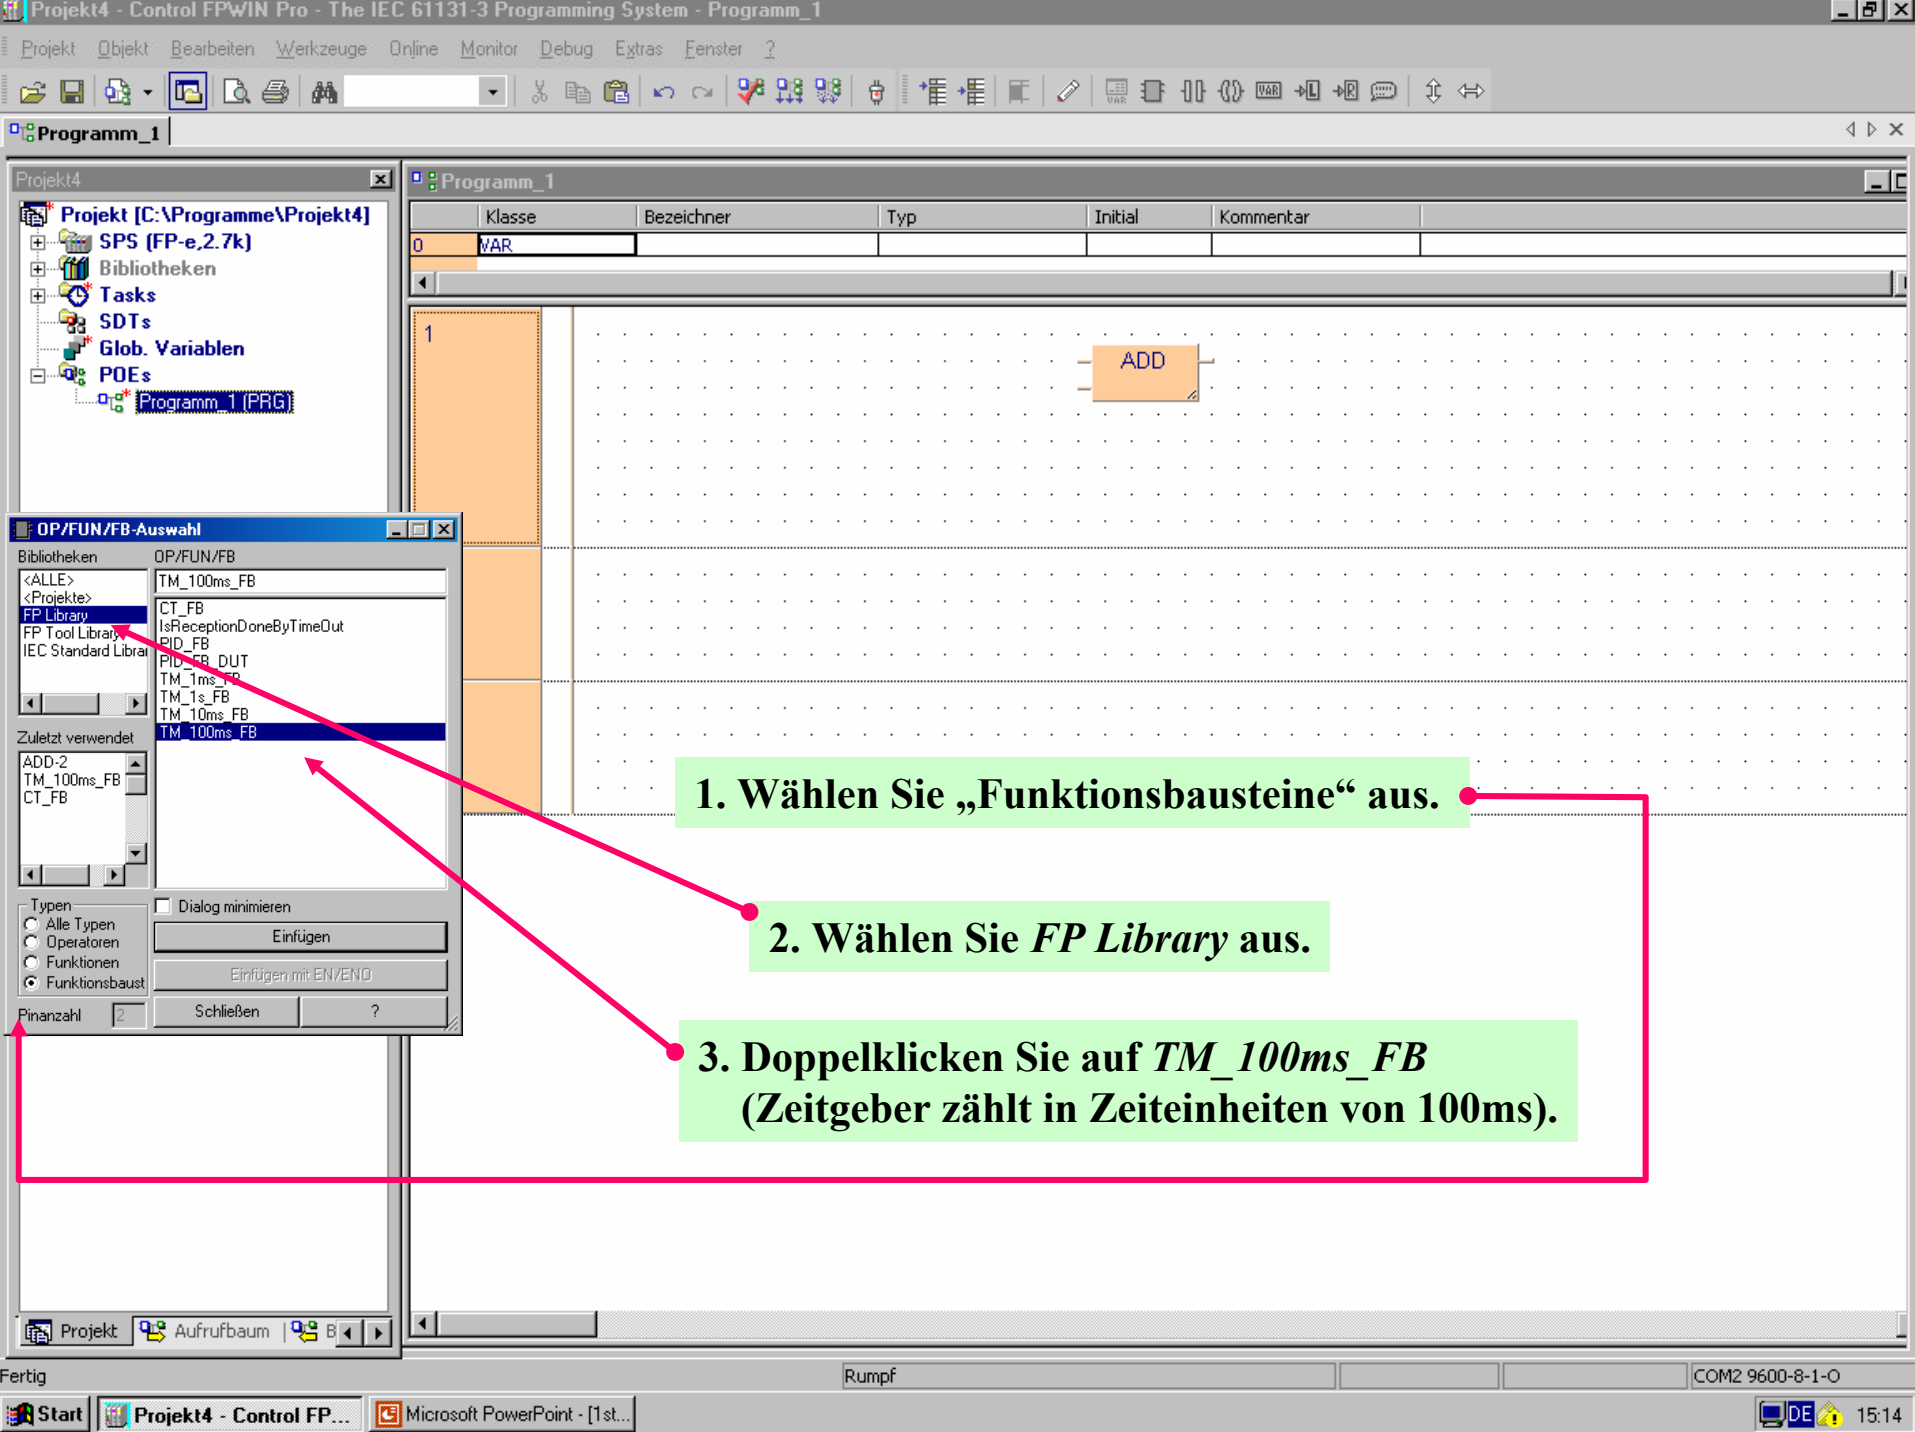 Projekt4 - Control FPWIN Pro - The IEC 61131-3 Programming System - Programm_1
Projekt Objekt Bearbeiten Werkzeuge Online Monitor Debug Extras Fenster ?
Programm_1
Projekt4
Projekt [C:\Programme\Projekt4]
SPS (FP-e,2.7k)
Bibliotheken
Tasks
SDTs
Glob. Variablen
POEs
Programm_1 (PRG)
Programm_1
Klasse Bezeichner Typ Initial Kommentar
0 VAR
1
ADD
OP/FUN/FB-Auswahl
Bibliotheken
<ALLE>
<Projekte>
FP Library
FP Tool Library
IEC Standard Librar
OP/FUN/FB
TM_100ms_FB
CT_FB
IsReceptionDoneByTimeOut
PID_FB
PID_FB_DUT
TM_1ms_FB
TM_1s_FB
TM_10ms_FB
TM_100ms_FB
Zuletzt verwendet
ADD-2
TM_100ms_FB
CT_FB
Typen
Alle Typen
Operatoren
Funktionen
Funktionsbaust
Pinanzahl 2
Dialog minimieren
Einfügen
Einfügen mit EN/ENO
Schließen ?
1. Wählen Sie „Funktionsbausteine“ aus.
2. Wählen Sie FP Library aus.
3. Doppelklicken Sie auf TM_100ms_FB
(Zeitgeber zählt in Zeiteinheiten von 100ms).
Projekt Aufrufbaum B
Fertig Rumpf COM2 9600-8-1-O
Start Projekt4 - Control FP... Microsoft PowerPoint - [1st... DE 15:14